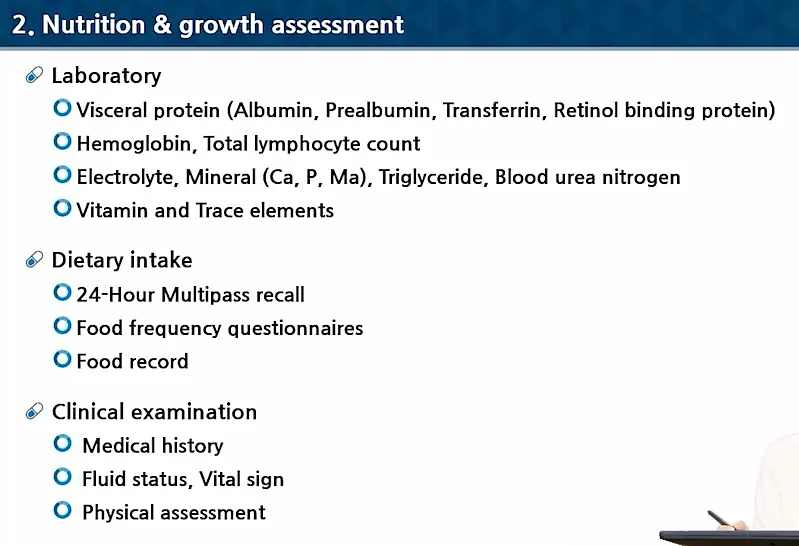 2. Nutrition & growth assessment
Laboratory
Visceral protein (Albumin, Prealbumin, Transferrin, Retinol binding protein)
Hemoglobin, Total lymphocyte count
Electrolyte, Mineral (Ca, P, Ma), Triglyceride, Blood urea nitrogen
Vitamin and Trace elements
Dietary intake
24-Hour Multipass recall
Food frequency questionnaires
Food record
Clinical examination
Medical history
Fluid status, Vital sign
Physical assessment